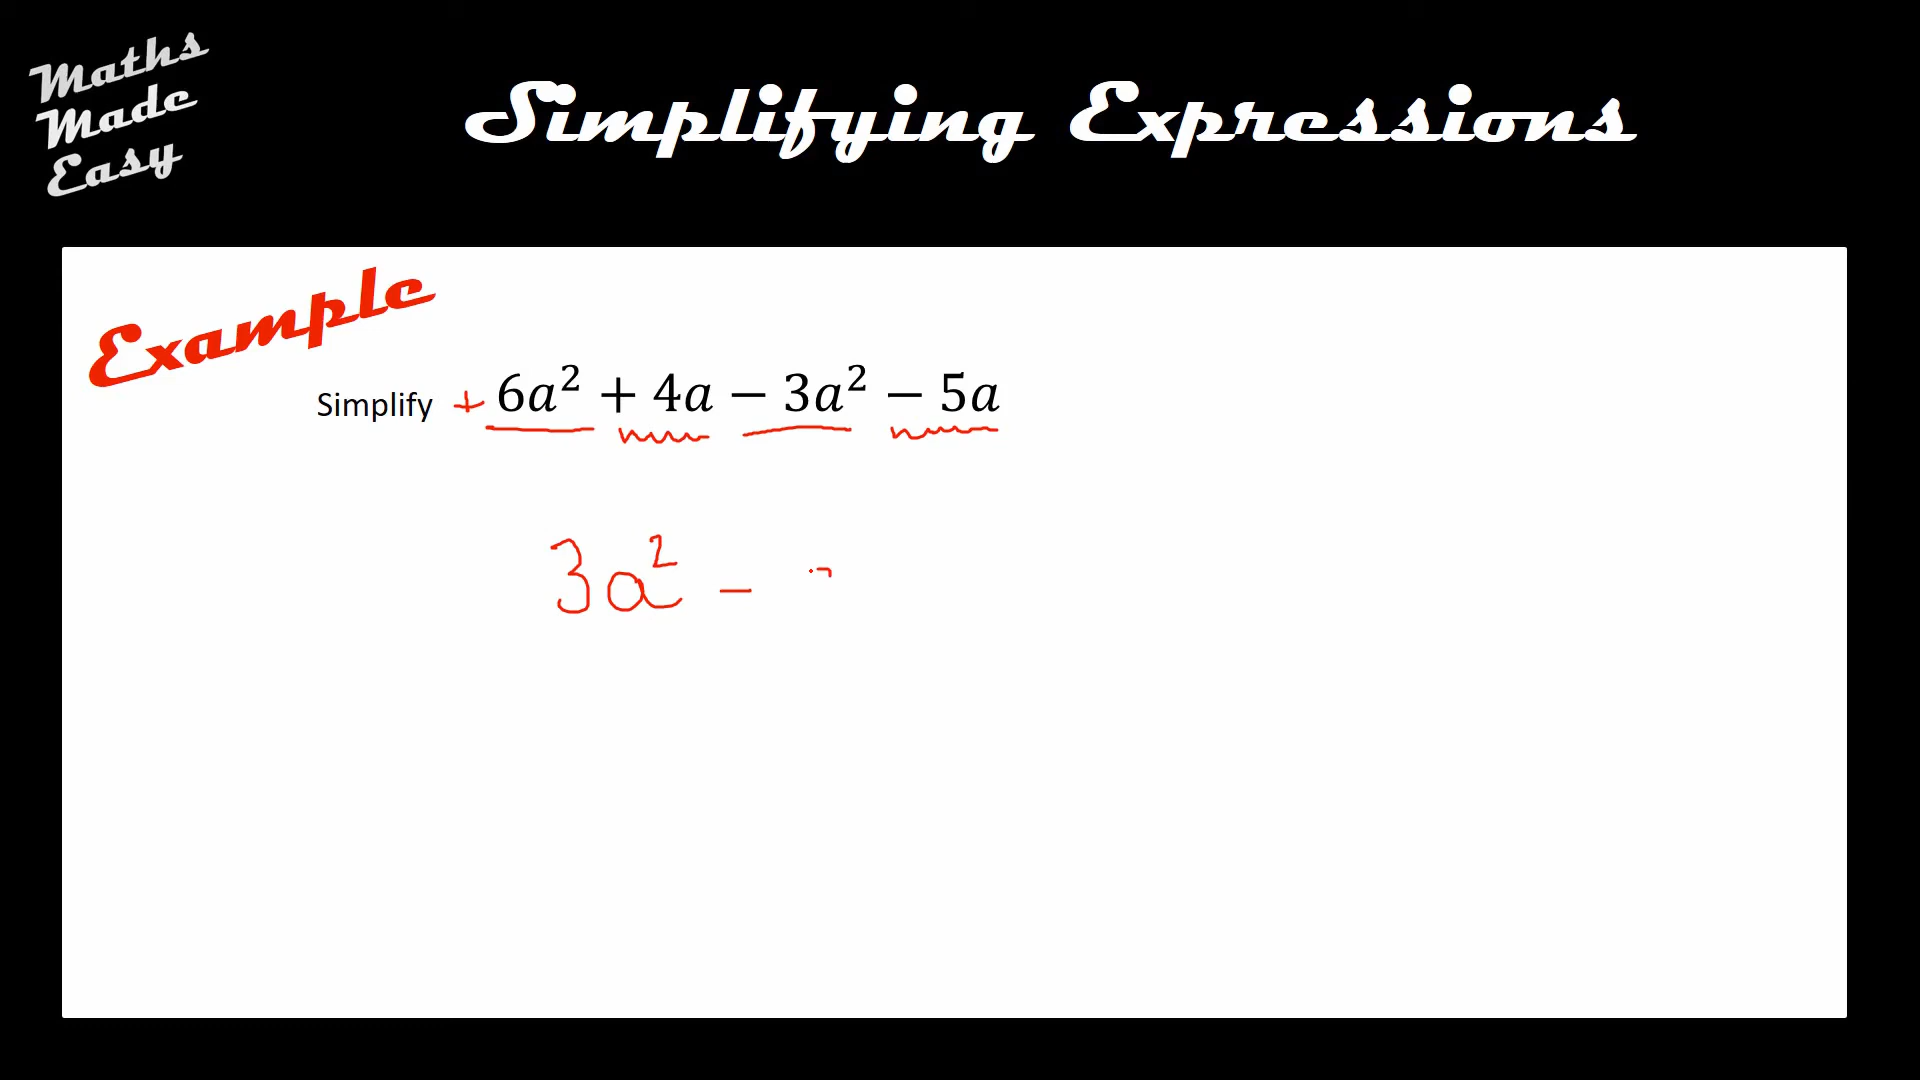 Maths
Made
Easy
Simplifying Expressions
Example
Simplify + 6a² + 4a − 3a² − 5a
3a² −